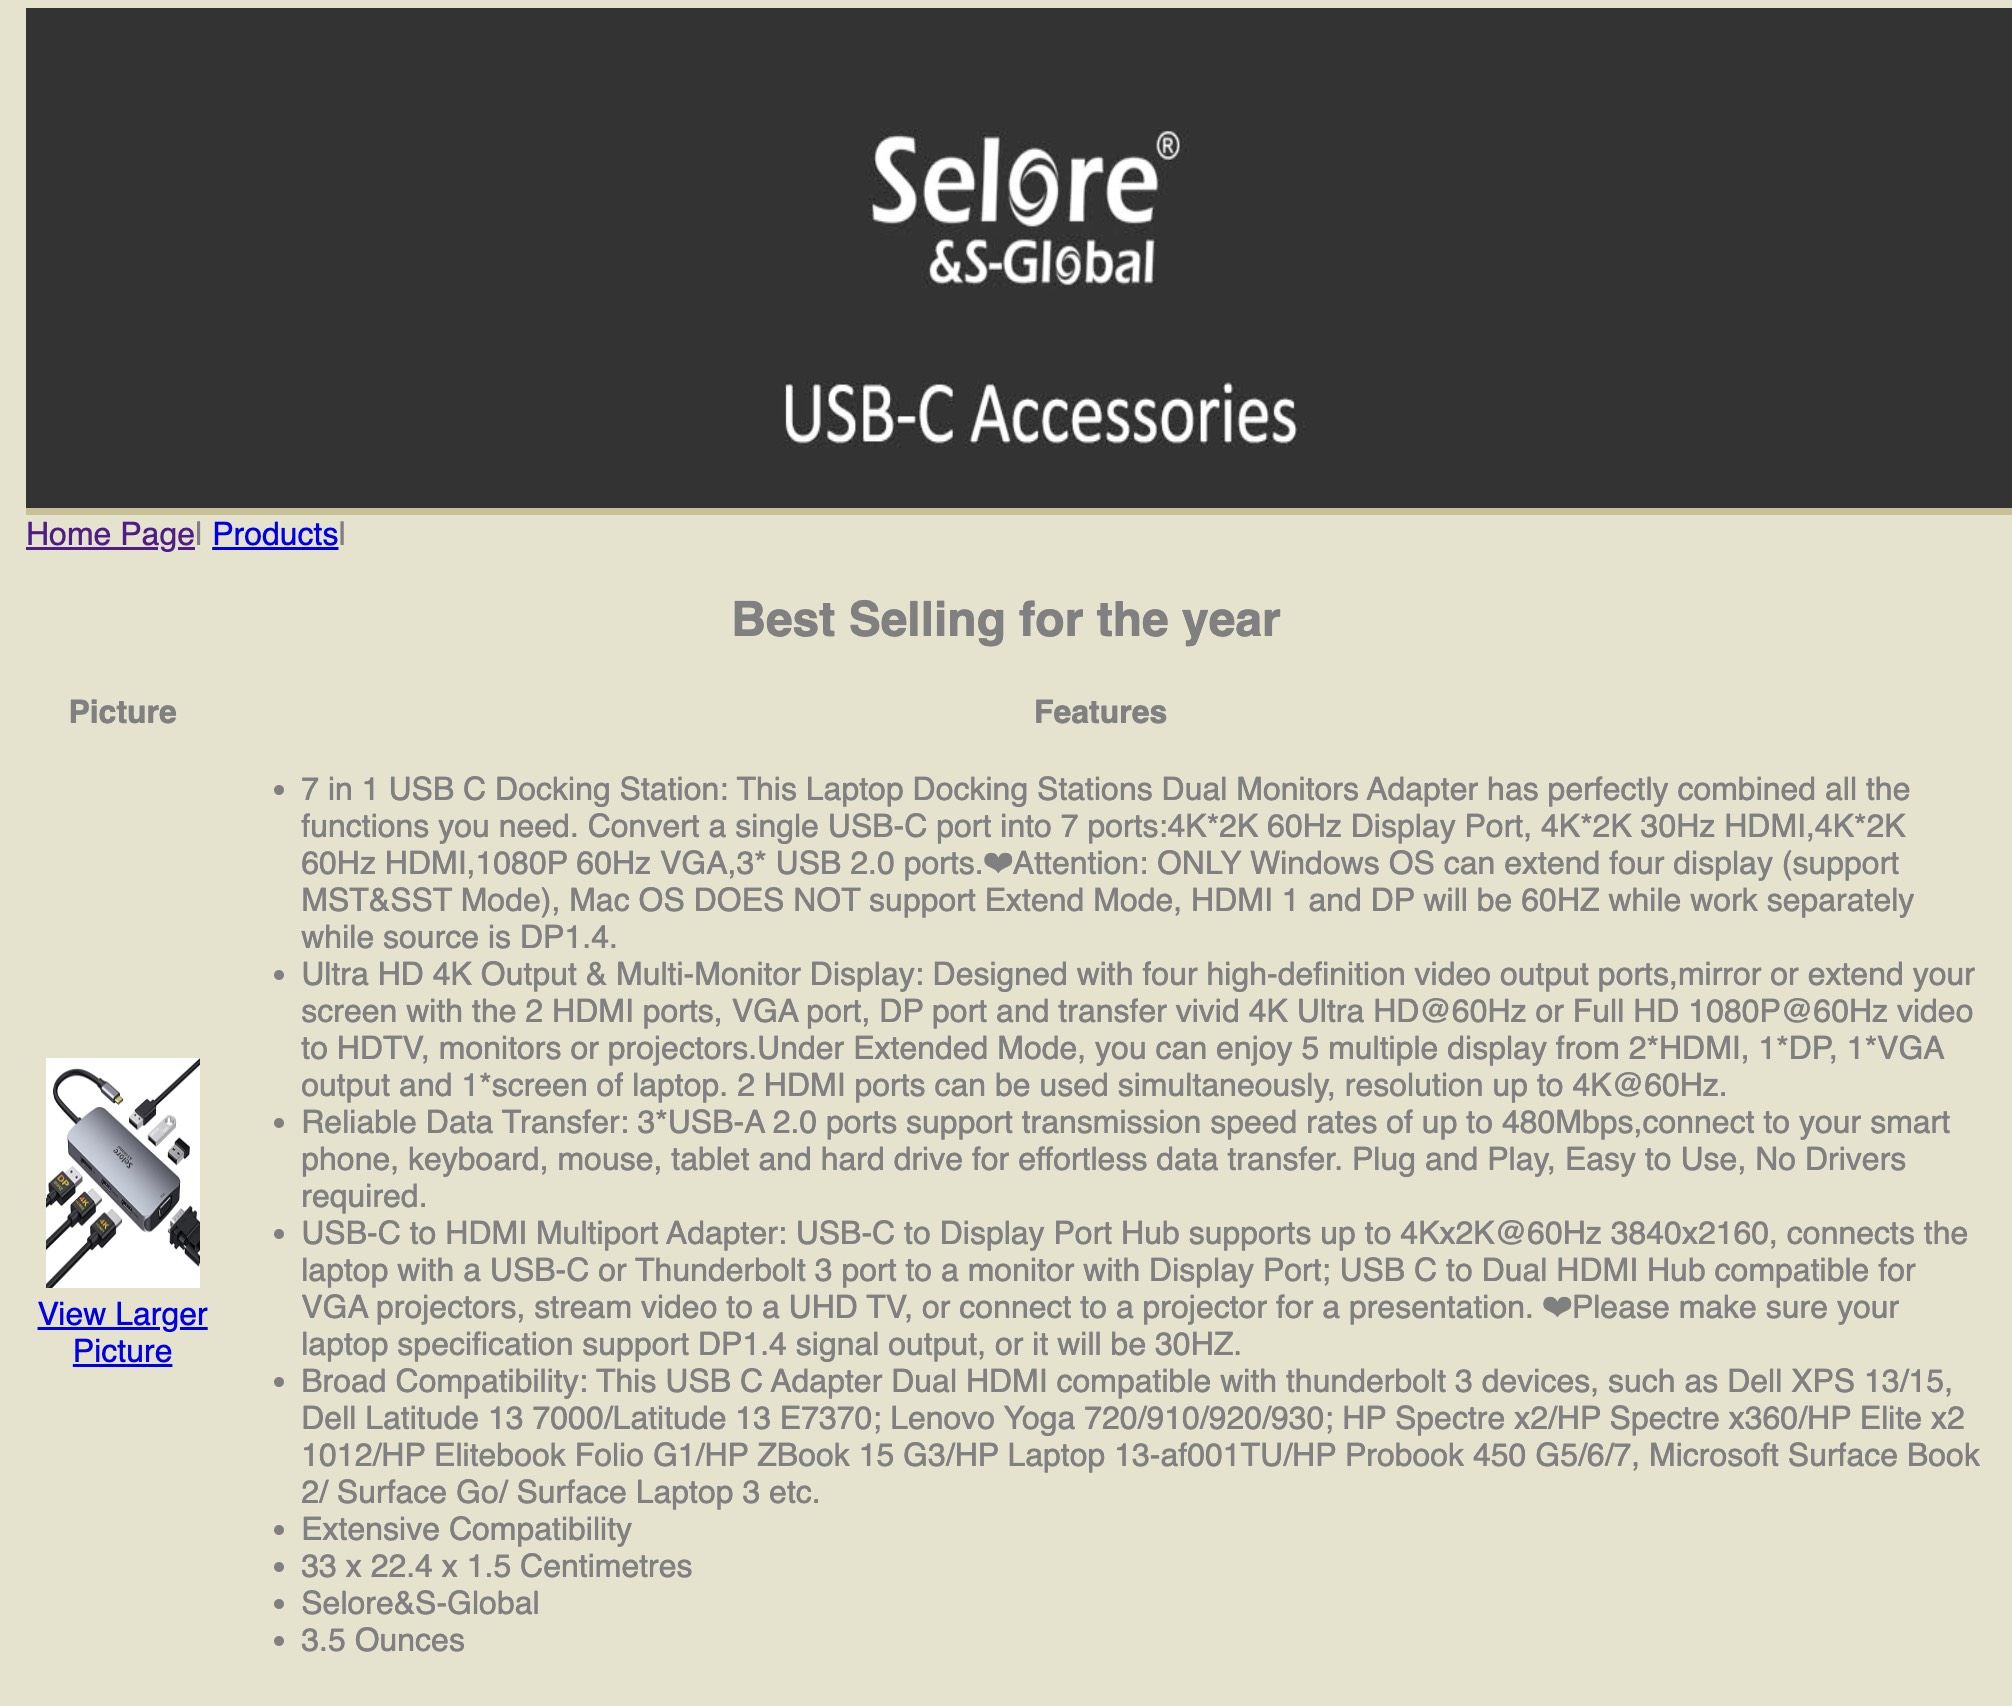 Selore®
&S-Global
USB-C Accessories
Home Page| Products|
Best Selling for the year
Picture
Features
• 7 in 1 USB C Docking Station: This Laptop Docking Stations Dual Monitors Adapter has perfectly combined all the
functions you need. Convert a single USB-C port into 7 ports:4K*2K 60Hz Display Port, 4K*2K 30Hz HDMI,4K*2K
60Hz HDMI,1080P 60Hz VGA,3* USB 2.0 ports.❤Attention: ONLY Windows OS can extend four display (support
MST&SST Mode), Mac OS DOES NOT support Extend Mode, HDMI 1 and DP will be 60HZ while work separately
while source is DP1.4.
• Ultra HD 4K Output & Multi-Monitor Display: Designed with four high-definition video output ports,mirror or extend your
screen with the 2 HDMI ports, VGA port, DP port and transfer vivid 4K Ultra HD@60Hz or Full HD 1080P@60Hz video
to HDTV, monitors or projectors.Under Extended Mode, you can enjoy 5 multiple display from 2*HDMI, 1*DP, 1*VGA
output and 1*screen of laptop. 2 HDMI ports can be used simultaneously, resolution up to 4K@60Hz.
• Reliable Data Transfer: 3*USB-A 2.0 ports support transmission speed rates of up to 480Mbps,connect to your smart
phone, keyboard, mouse, tablet and hard drive for effortless data transfer. Plug and Play, Easy to Use, No Drivers
required.
• USB-C to HDMI Multiport Adapter: USB-C to Display Port Hub supports up to 4Kx2K@60Hz 3840x2160, connects the
laptop with a USB-C or Thunderbolt 3 port to a monitor with Display Port; USB C to Dual HDMI Hub compatible for
VGA projectors, stream video to a UHD TV, or connect to a projector for a presentation. ❤Please make sure your
laptop specification support DP1.4 signal output, or it will be 30HZ.
• Broad Compatibility: This USB C Adapter Dual HDMI compatible with thunderbolt 3 devices, such as Dell XPS 13/15,
Dell Latitude 13 7000/Latitude 13 E7370; Lenovo Yoga 720/910/920/930; HP Spectre x2/HP Spectre x360/HP Elite x2
1012/HP Elitebook Folio G1/HP ZBook 15 G3/HP Laptop 13-af001TU/HP Probook 450 G5/6/7, Microsoft Surface Book
2/ Surface Go/ Surface Laptop 3 etc.
• Extensive Compatibility
• 33 x 22.4 x 1.5 Centimetres
• Selore&S-Global
• 3.5 Ounces
Selore
DP
4K
4K
View Larger
Picture